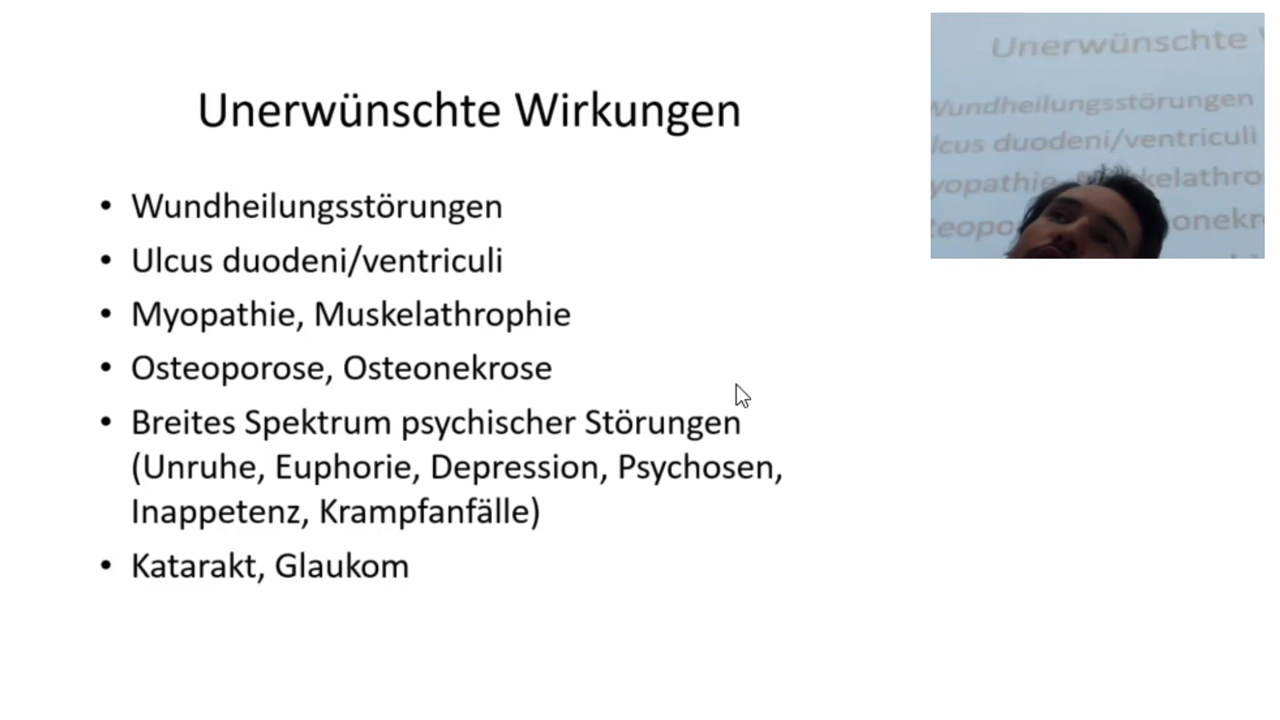 Unerwünschte Wirkungen
• Wundheilungsstörungen
• Ulcus duodeni/ventriculi
• Myopathie, Muskelathrophie
• Osteoporose, Osteonekrose
• Breites Spektrum psychischer Störungen
(Unruhe, Euphorie, Depression, Psychosen,
Inappetenz, Krampfanfälle)
• Katarakt, Glaukom
Unerwünschte
Wundheilungsstörungen
lcus duodeni/ventriculi